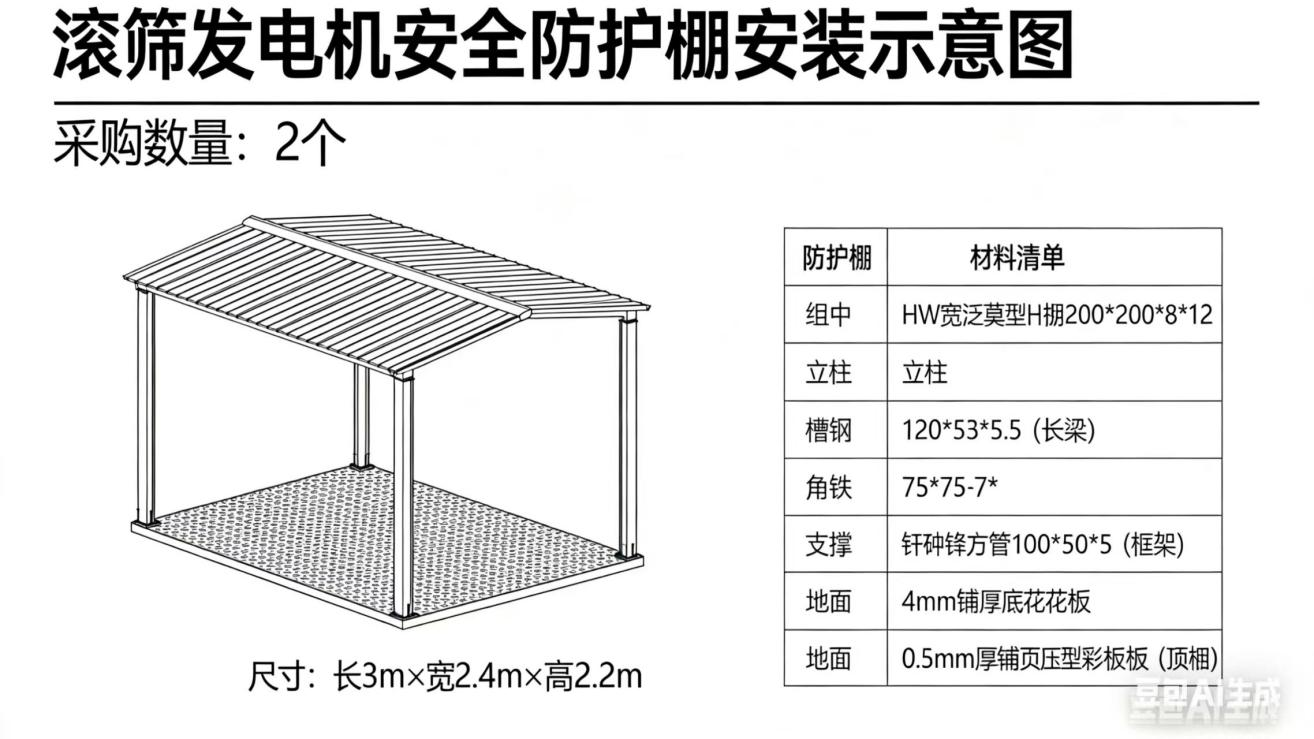 滚筛发电机安全防护棚安装示意图
采购数量：2个
防护棚 材料清单
组中 HW宽泛莫型H掤200*200*8*12
立柱 立柱
槽钢 120*53*5.5 (长梁)
角铁 75*75-7*
支撑 钎砷锋方管100*50*5 (框架)
地面 4mm铺厚底花花板
地面 0.5mm厚铺页压型彩板板 (顶棚)
尺寸：长3m×宽2.4m×高2.2m
豆包AI生成